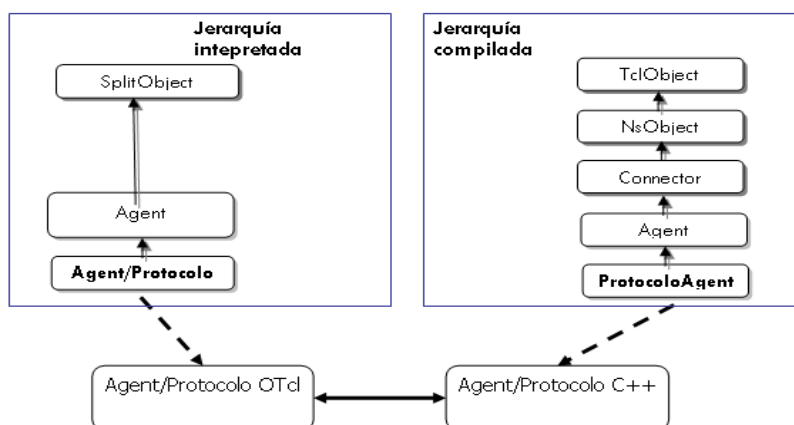 Jerarquía
intepretada
SplitObject
Agent
Agent/Protocolo
Jerarquía
compilada
TclObject
NsObject
Connector
Agent
ProtocoloAgent
Agent/Protocolo OTcl
Agent/Protocolo C++